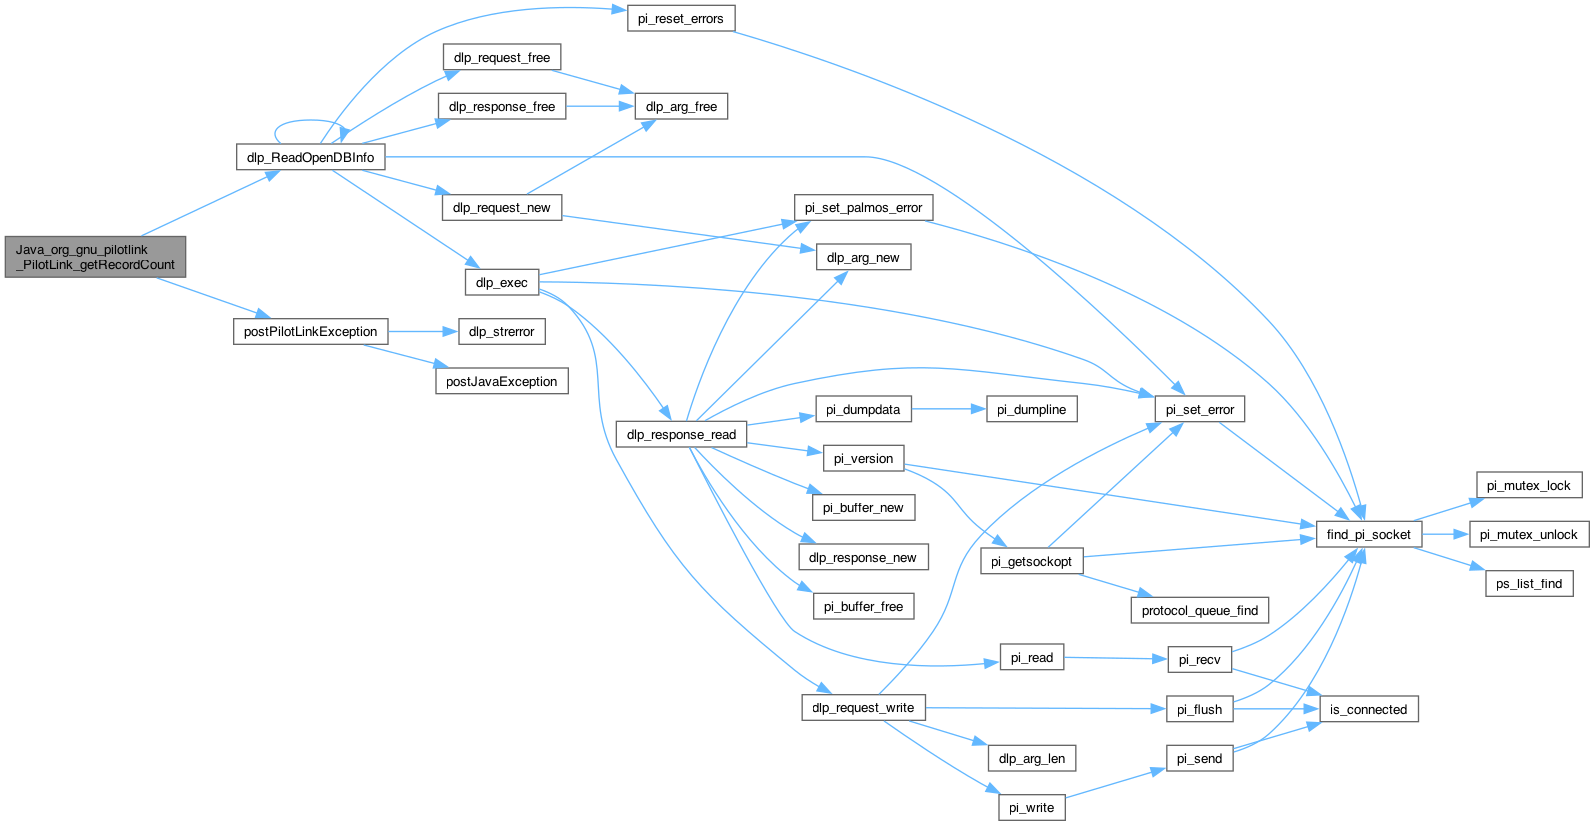 pi_reset_errors
dlp_request_free
dlp_response_free
dlp_arg_free
dlp_ReadOpenDBInfo
dlp_request_new
pi_set_palmos_error
Java_org_gnu_pilotlink
_PilotLink_getRecordCount
dlp_arg_new
dlp_exec
postPilotLinkException
dlp_strerror
postJavaException
dlp_response_read
pi_dumpdata
pi_dumpline
pi_set_error
pi_version
pi_buffer_new
dlp_response_new
pi_buffer_free
pi_getsockopt
protocol_queue_find
find_pi_socket
pi_mutex_lock
pi_mutex_unlock
ps_list_find
pi_read
pi_recv
dlp_request_write
pi_flush
is_connected
dlp_arg_len
pi_send
pi_write